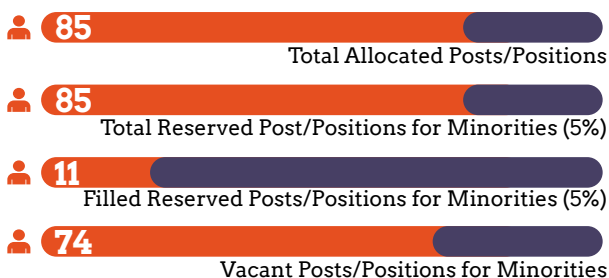 85
Total Allocated Posts/Positions
85
Total Reserved Post/Positions for Minorities (5%)
11
Filled Reserved Posts/Positions for Minorities (5%)
74
Vacant Posts/Positions for Minorities